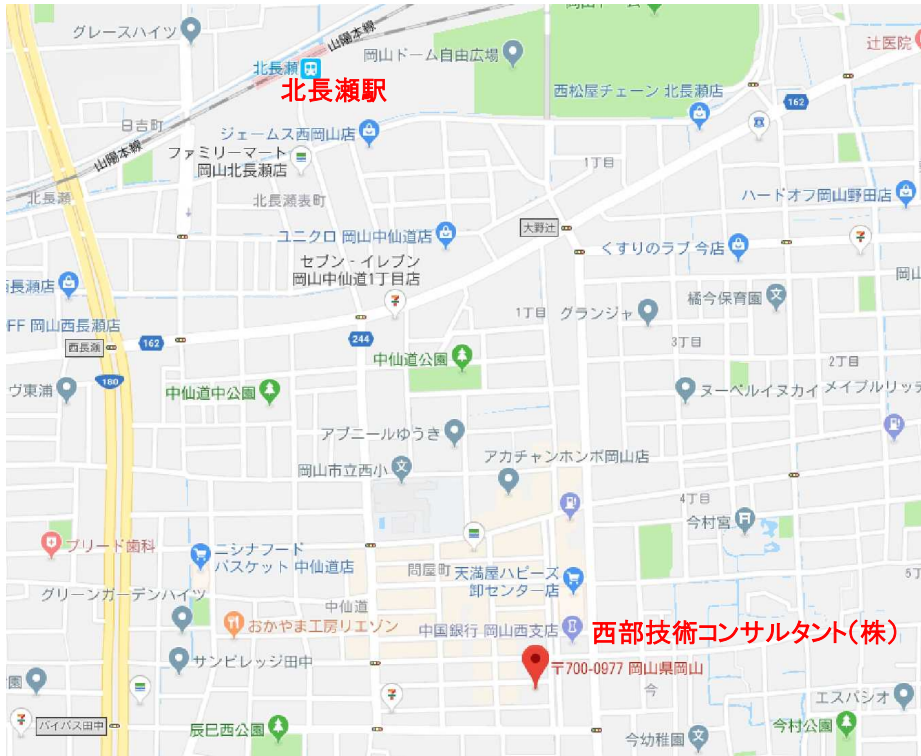 グレースハイツ
山陽本線
岡山ドーム自由広場
辻医院
北長瀬
北長瀬駅
西松屋チェーン 北長瀬店
162
日吉町
ジェームス西岡山店
ファミリーマート
岡山北長瀬店
山陽本線
1丁目
北長瀬
北長瀬表町
ハードオフ岡山野田店
大野辻
ユニクロ 岡山中仙道店
くすりのラブ 今店
セブン‐イレブン
岡山中仙道1丁目店
長瀬店
岡山
橘今保育園
1丁目
グランジャ
FF 岡山西長瀬店
西長瀬
162
244
3丁目
中仙道公園
2丁目
180
ヴ東浦
中仙道中公園
ヌーベルイヌカイ
メイプルリッチ
アブニールゆうき
岡山市立西小
アカチャンホンポ岡山店
4丁目
今村宮
ブリード歯科
ニシナフード
バスケット 中仙道店
問屋町
天満屋ハピーズ
卸センター店
5丁
グリーンガーデンハイツ
中仙道
おかやま工房リエゾン
中国銀行 岡山西支店
西部技術コンサルタント(株)
サンビレッジ田中
〒700-0977 岡山県岡山
園
今
エスパシオ
バイパス田中
辰巳西公園
今幼稚園
今村公園